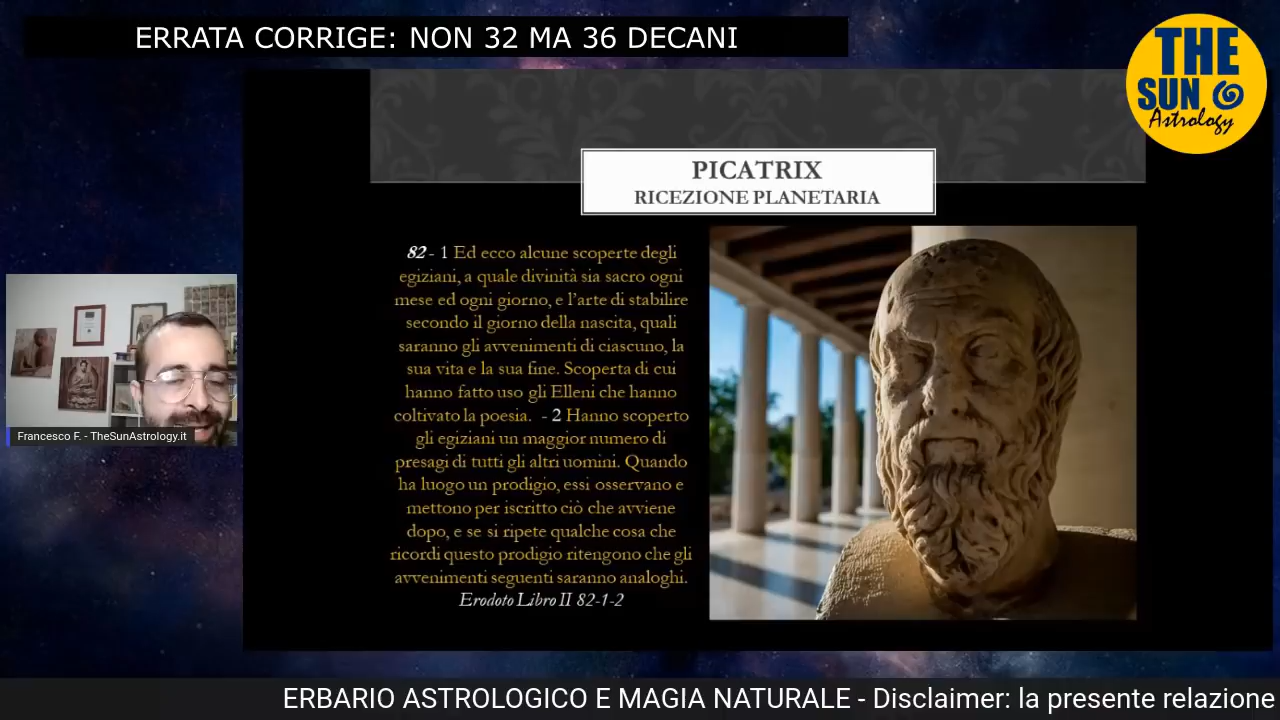 ERRATA CORRIGE: NON 32 MA 36 DECANI
THE
SUN
Astrology
PICATRIX
RICEZIONE PLANETARIA
82 - 1 Ed ecco alcune scoperte degli
egiziani, a quale divinità sia sacro ogni
mese ed ogni giorno, e l'arte di stabilire
secondo il giorno della nascita, quali
saranno gli avvenimenti di ciascuno, la
sua vita e la sua fine. Scoperta di cui
hanno fatto uso gli Elleni che hanno
coltivato la poesia. - 2 Hanno scoperto
gli egiziani un maggior numero di
presagi di tutti gli altri uomini. Quando
ha luogo un prodigio, essi osservano e
mettono per iscritto ciò che avviene
dopo, e se si ripete qualche cosa che
ricordi questo prodigio ritengono che gli
avvenimenti seguenti saranno analoghi.
Erodoto Libro II 82-1-2
Francesco F. - TheSunAstrology.it
ERBARIO ASTROLOGICO E MAGIA NATURALE - Disclaimer: la presente relazione